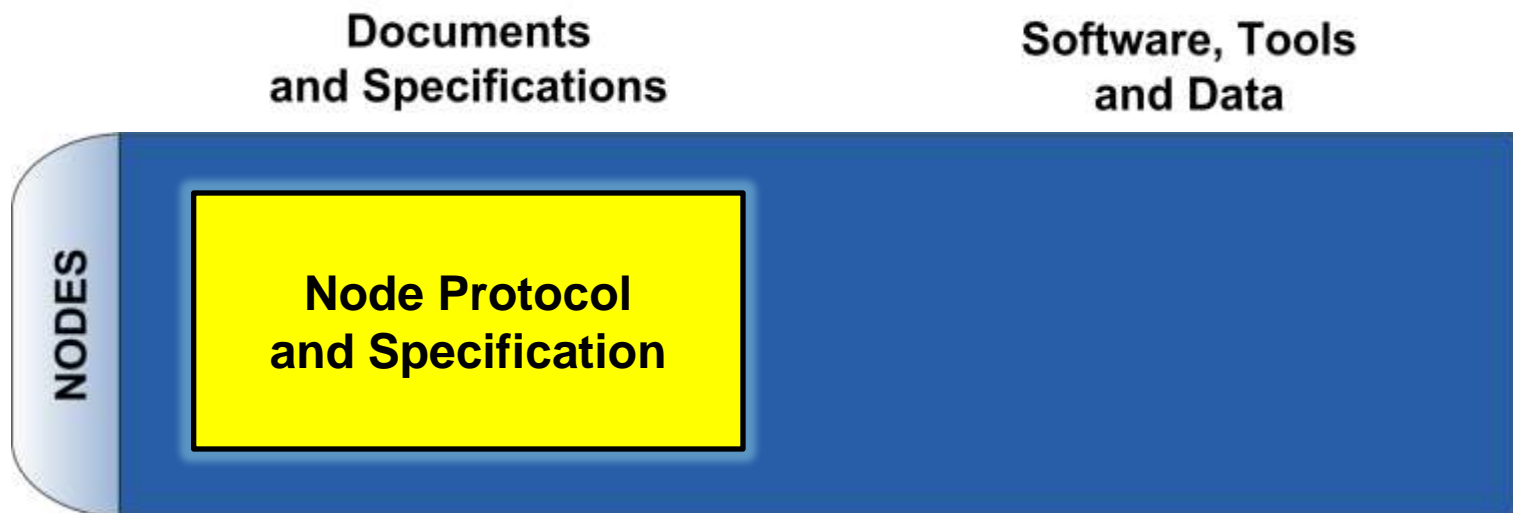 Documents
and Specifications
Software, Tools
and Data
NODES
Node Protocol
and Specification